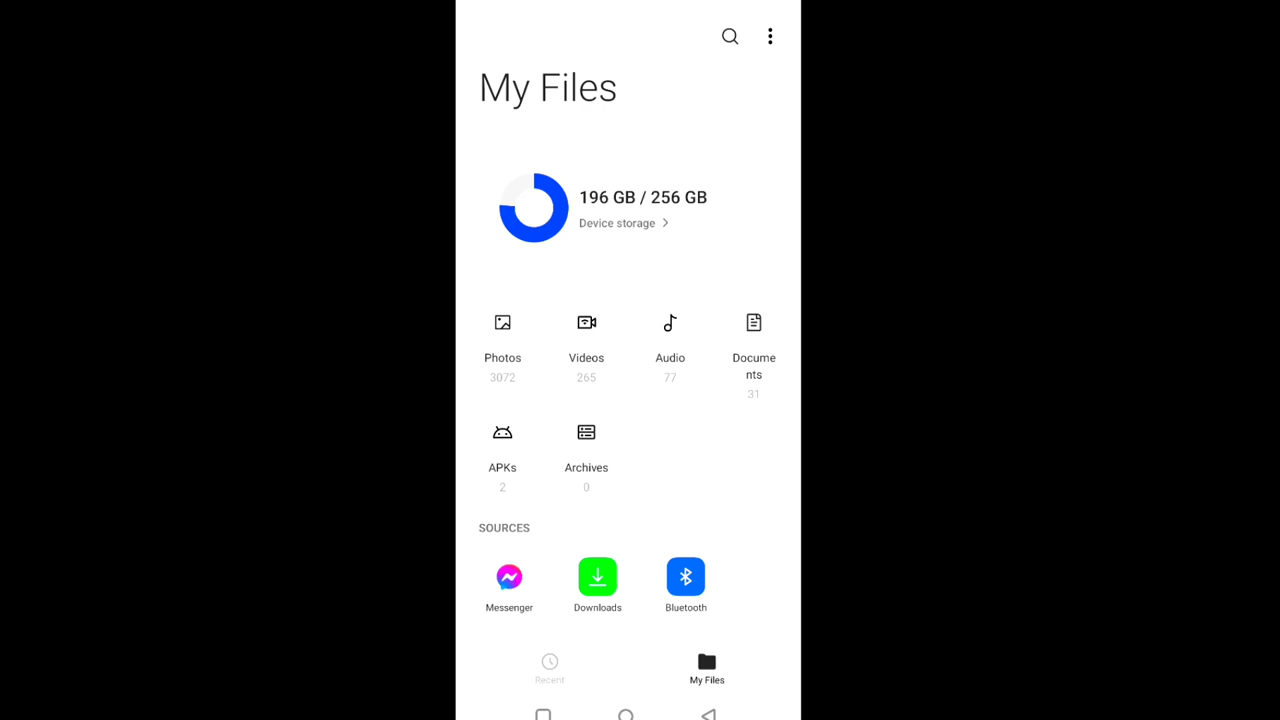 My Files
196 GB / 256 GB
Device storage
Photos
3072
Videos
265
Audio
77
Docume
nts
31
APKs
2
Archives
0
SOURCES
Messenger
Downloads
Bluetooth
Recent
My Files